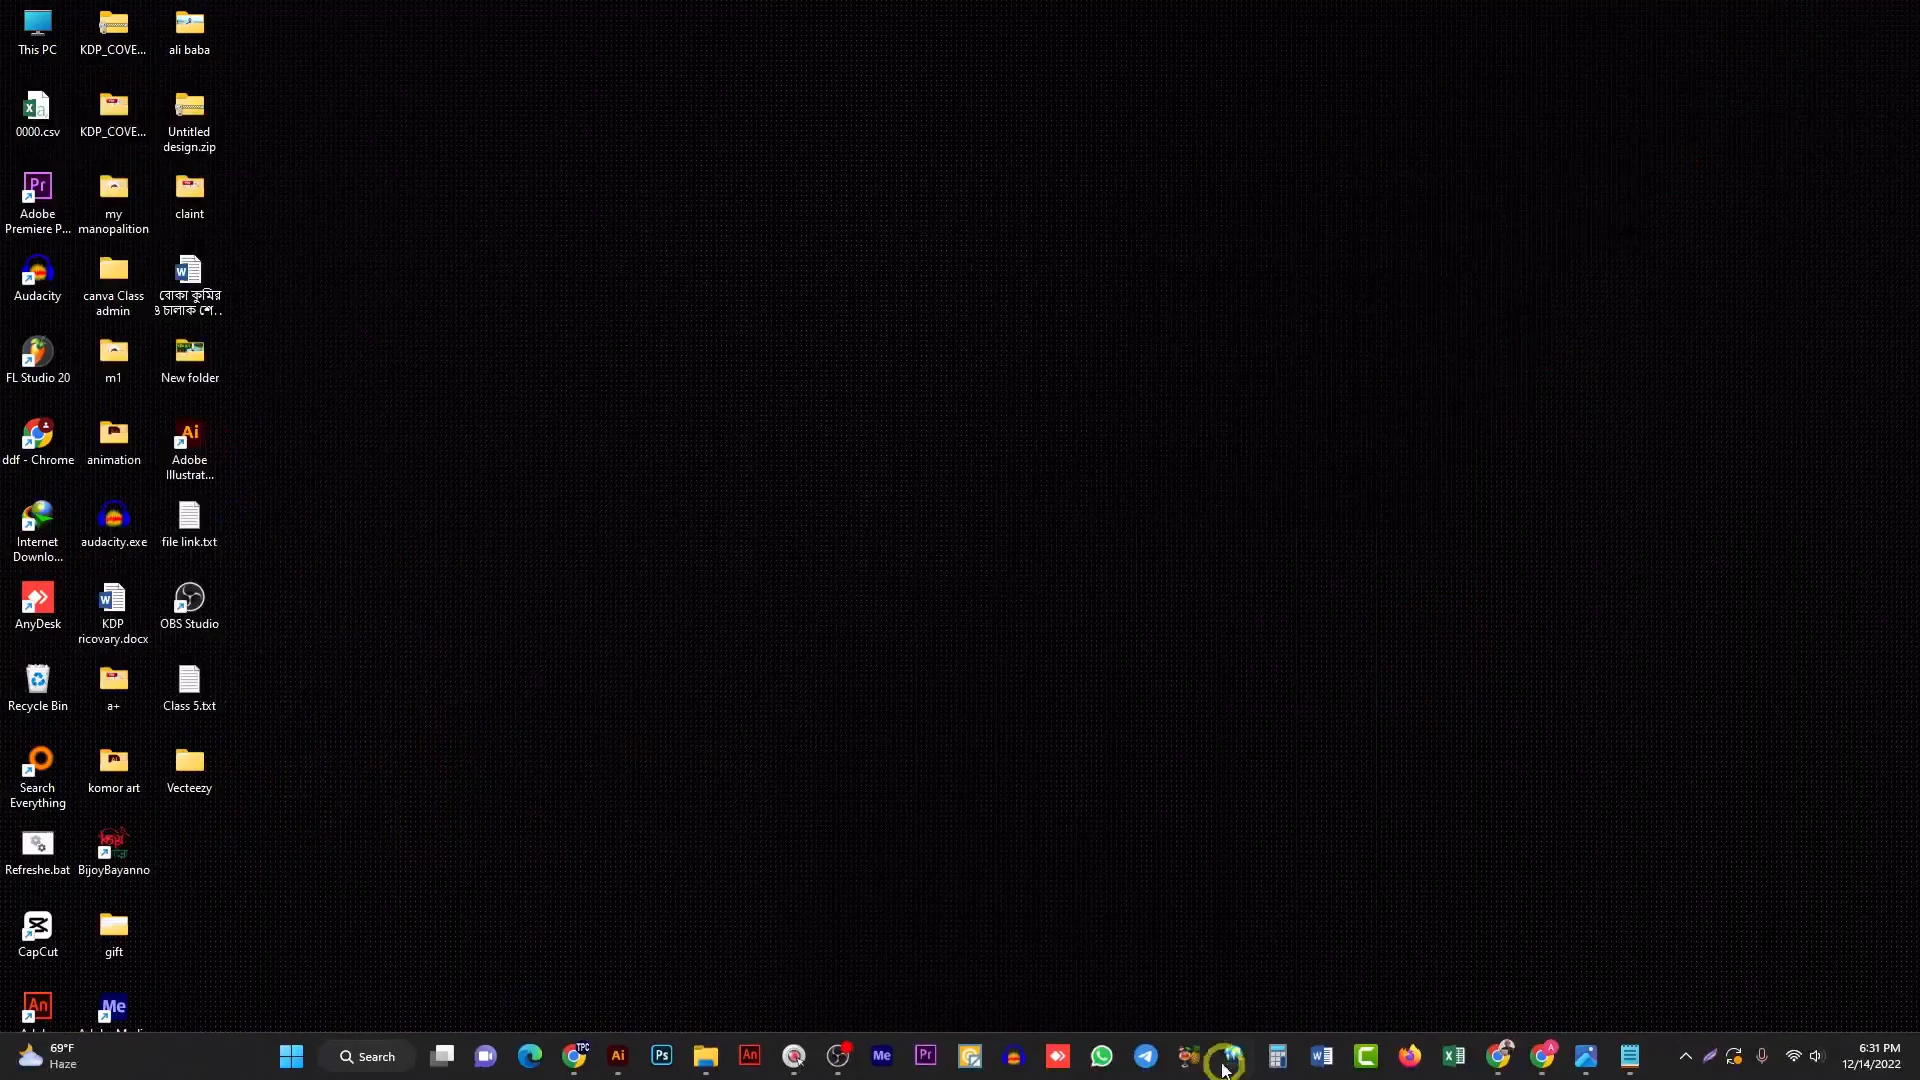 This PC
KDP_COVE...
ali baba
0000.csv
KDP_COVE...
Untitled
design.zip
Adobe
Premiere P...
my
manopalition
claint
Audacity
canva Class
admin
বোকা কুমির
ও চালাক শে...
FL Studio 20
m1
New folder
ddf - Chrome
animation
Adobe
Illustrat...
Internet
Downlo...
audacity.exe
file link.txt
AnyDesk
KDP
ricovary.docx
OBS Studio
Recycle Bin
a+
Class 5.txt
Search
Everything
komor art
Vecteezy
Refreshe.bat
BijoyBayanno
CapCut
gift
69°F
Haze
Search
6:31 PM
12/14/2022